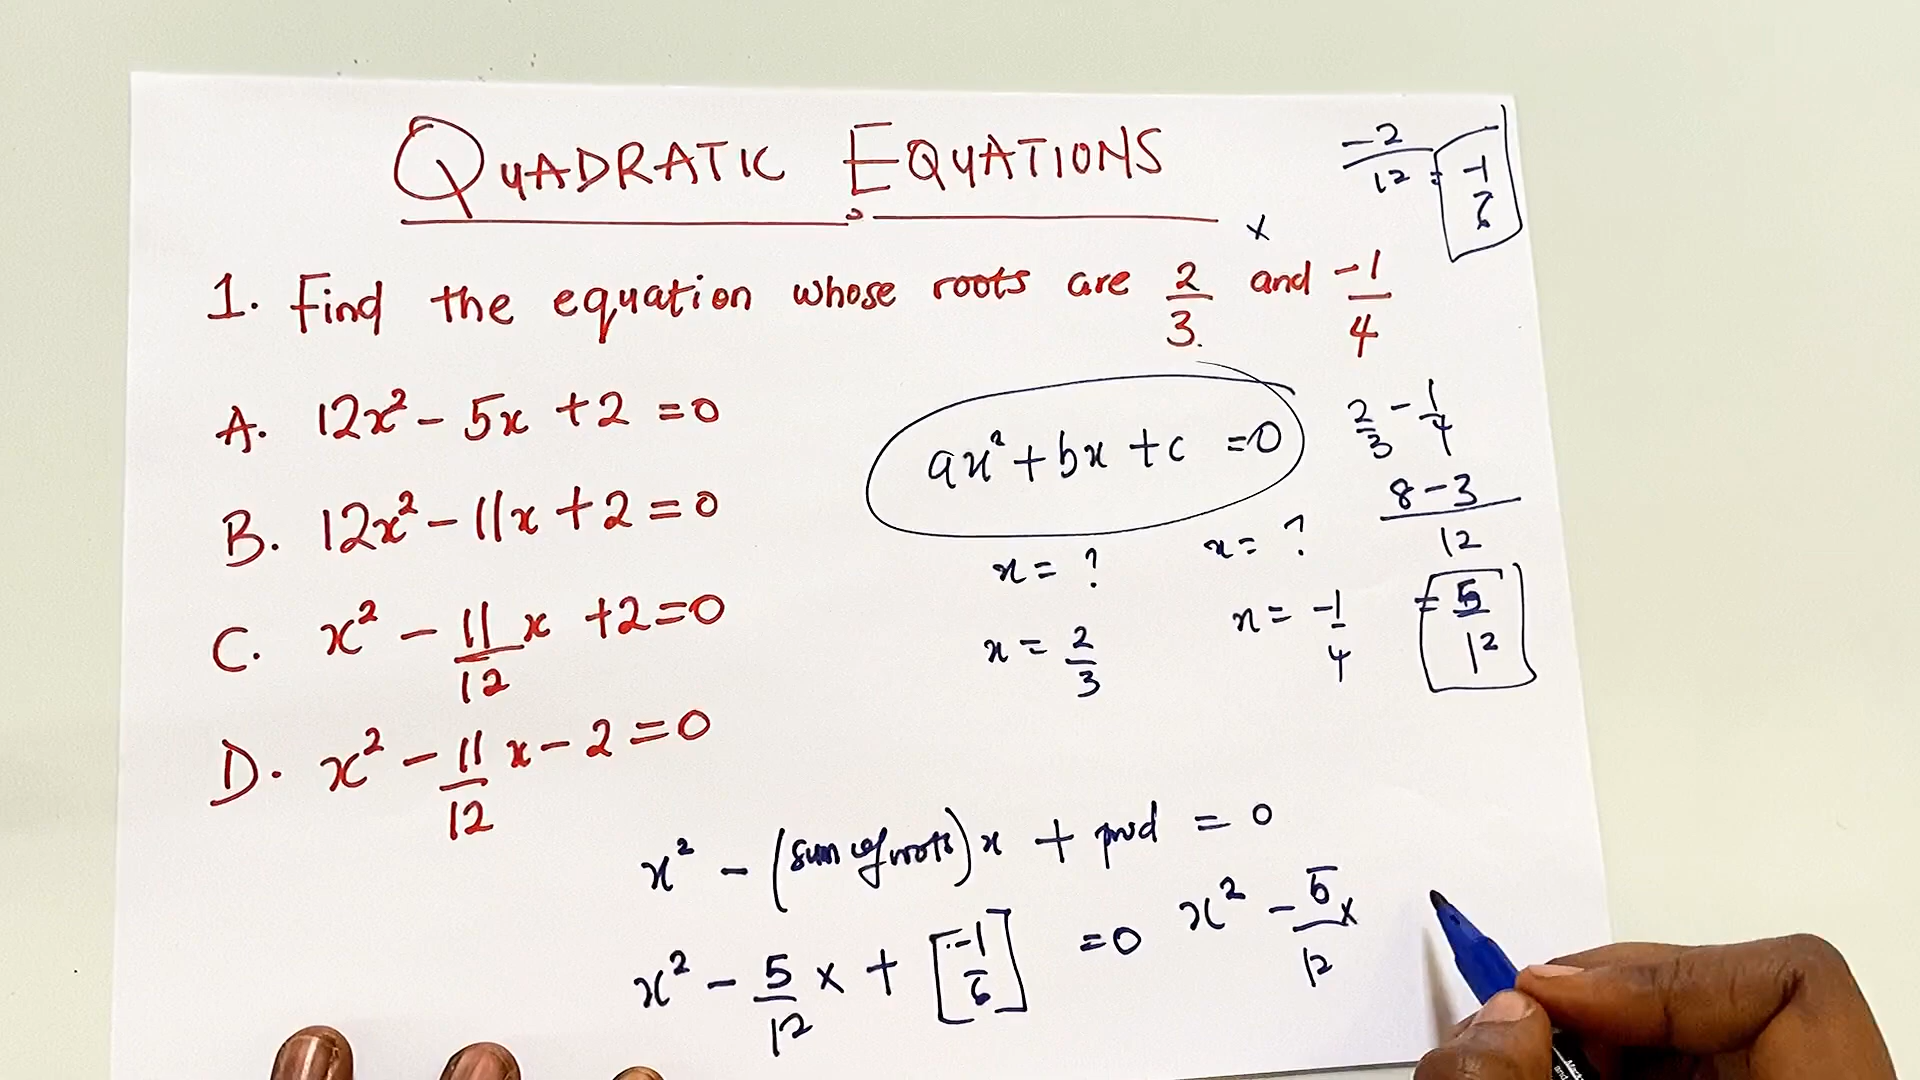 QUADRATIC EQUATIONS
-2/12 = -1/6
x
1. Find the equation whose roots are 2/3 and -1/4
A. 12x² - 5x + 2 = 0
ax² + bx + c = 0
2/3 - 1/4
8 - 3
12
= 5/12
B. 12x² - 11x + 2 = 0
x = ? x = ?
C. x² - 11/12 x + 2 = 0
x = 2/3 x = -1/4
D. x² - 11/12 x - 2 = 0
x² - (sum of roots)x + prod = 0
x² - 5/12 x + [-1/6] = 0 x² - 5/12 x